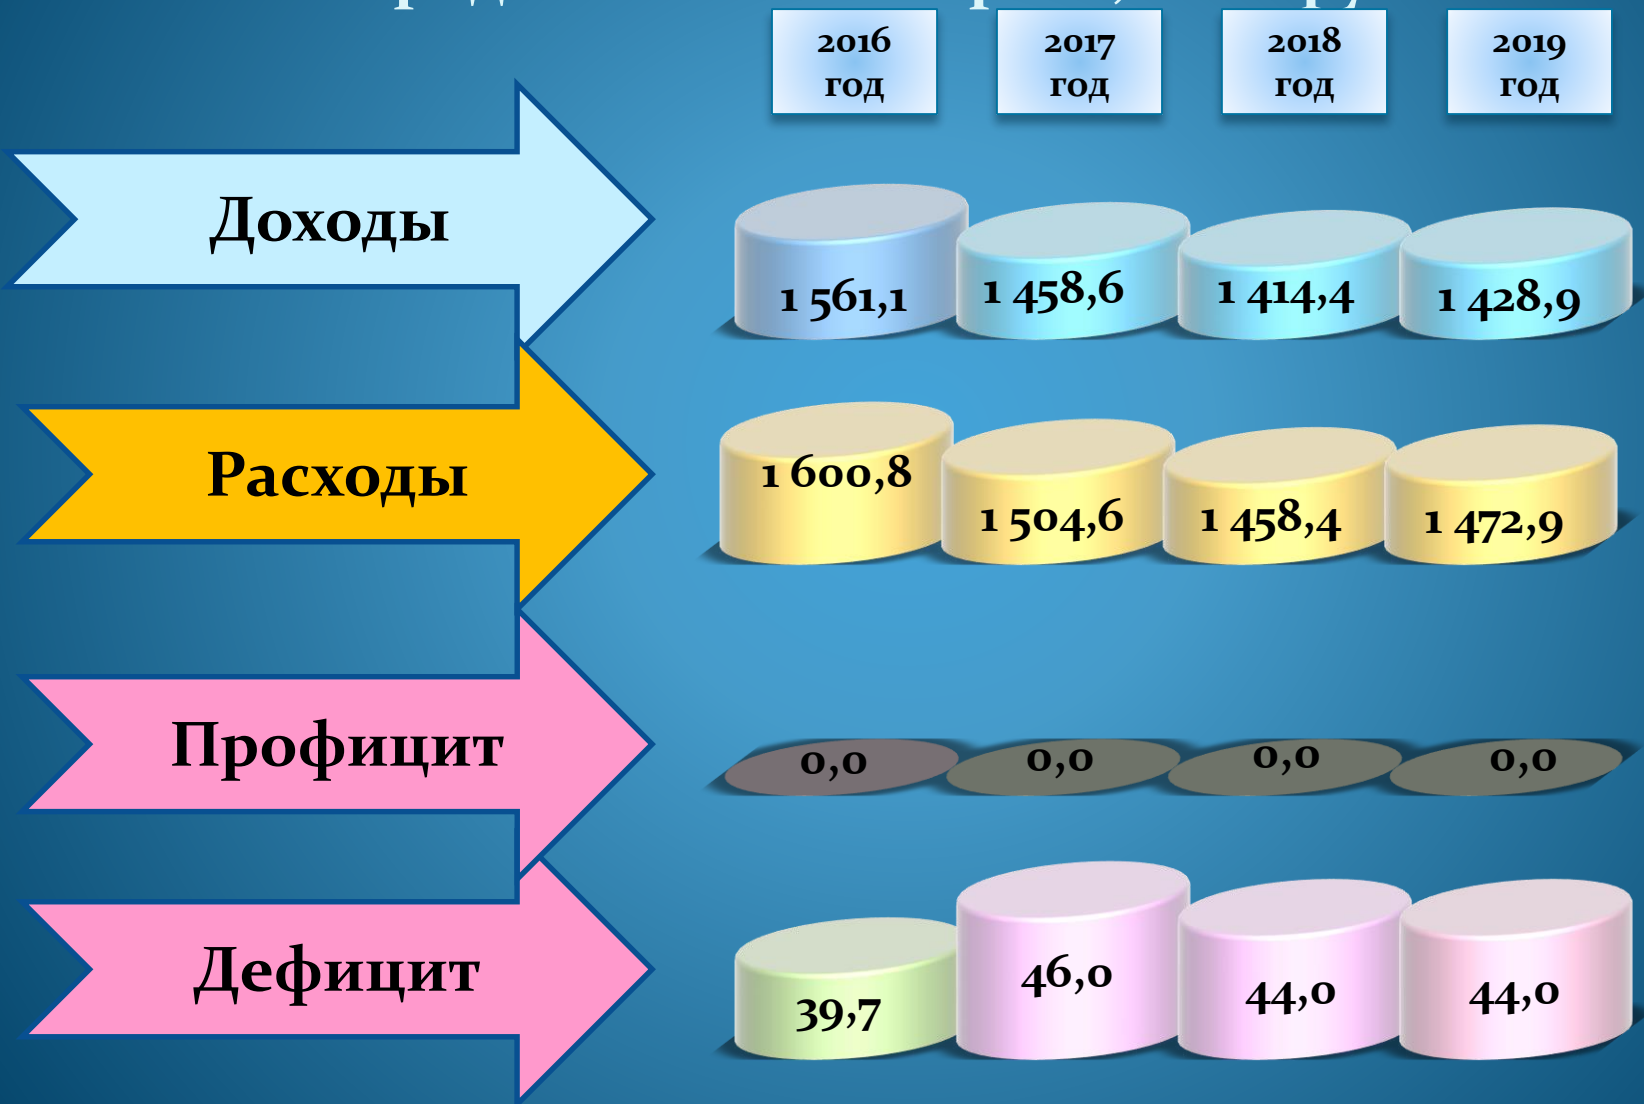 2016
год
2017
год
2018
год
2019
год
Доходы
1 561,1
1 458,6
1 414,4
1 428,9
Расходы
1 600,8
1 504,6
1 458,4
1 472,9
Профицит
0,0
0,0
0,0
0,0
Дефицит
39,7
46,0
44,0
44,0